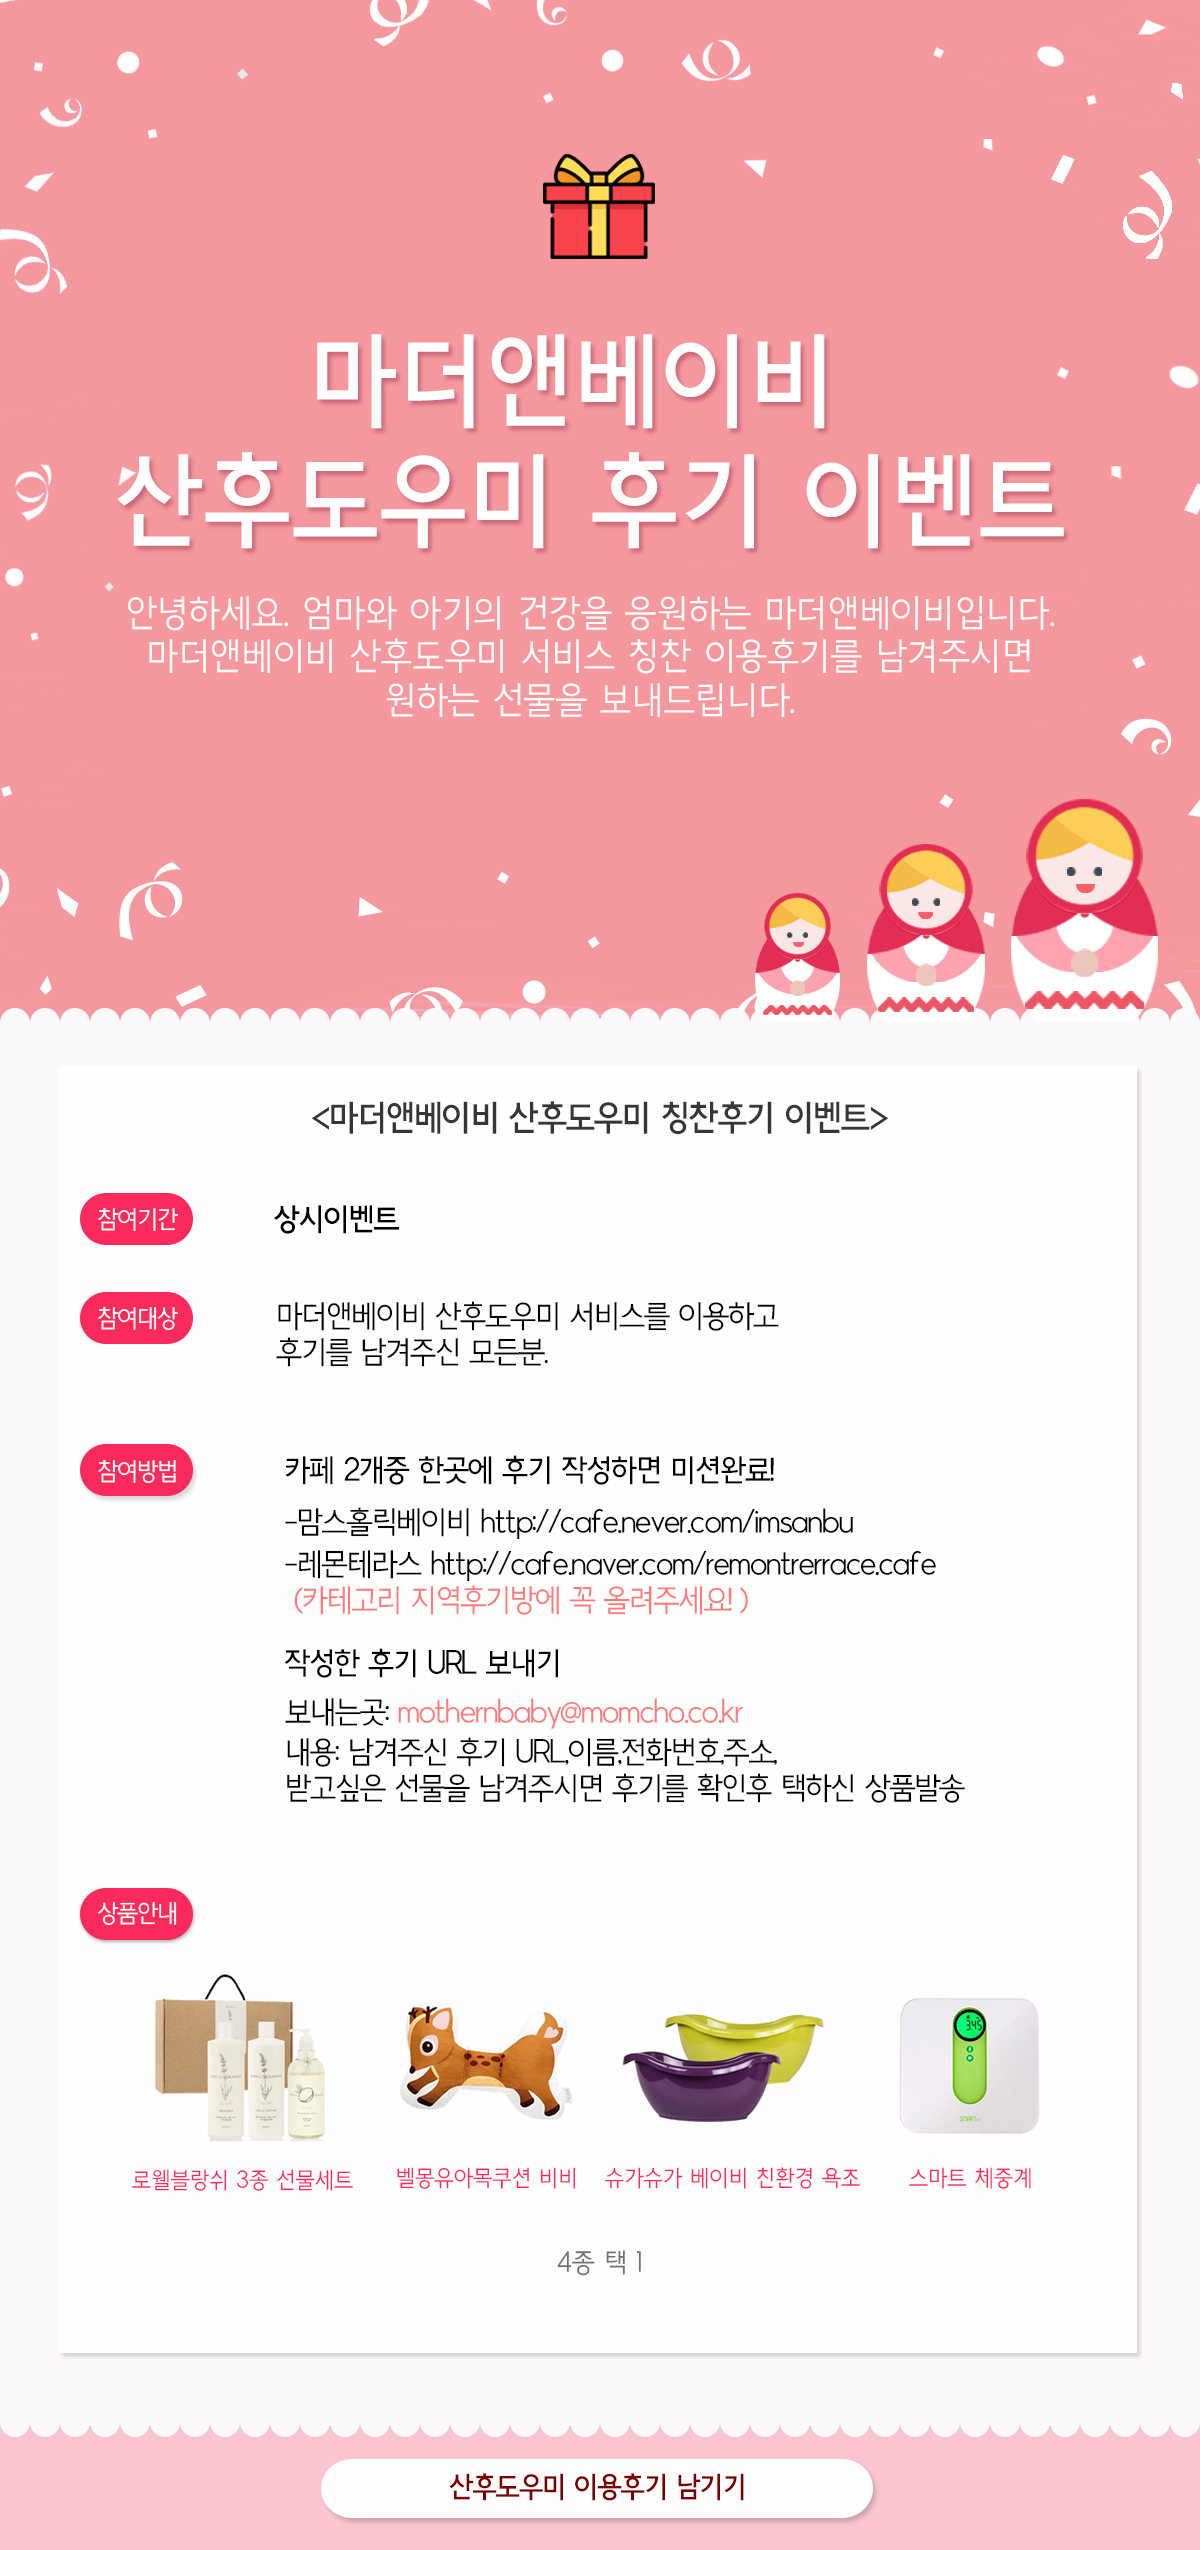 마더앤베이비
산후도우미 후기 이벤트
안녕하세요. 엄마와 아기의 건강을 응원하는 마더앤베이비입니다.
마더앤베이비 산후도우미 서비스 칭찬 이용후기를 남겨주시면
원하는 선물을 보내드립니다.
<마더앤베이비 산후도우미 칭찬후기 이벤트>
참여기간
상시이벤트
참여대상
마더앤베이비 산후도우미 서비스를 이용하고
후기를 남겨주신 모든분.
참여방법
카페 2개중 한곳에 후기 작성하면 미션완료!
-맘스홀릭베이비 http://cafe.never.com/imsanbu
-레몬테라스 http://cafe.naver.com/remontrerrace.cafe
(카테고리 지역후기방에 꼭 올려주세요! )
작성한 후기 URL 보내기
보내는곳: mothernbaby@momcho.co.kr
내용: 남겨주신 후기 URL,이름,전화번호,주소,
받고싶은 선물을 남겨주시면 후기를 확인후 택하신 상품발송
상품안내
3.45
SMART
로웰블랑쉬 3종 선물세트
벨몽유아목쿠션 비비
슈가슈가 베이비 친환경 욕조
스마트 체중계
4종 택 1
산후도우미 이용후기 남기기